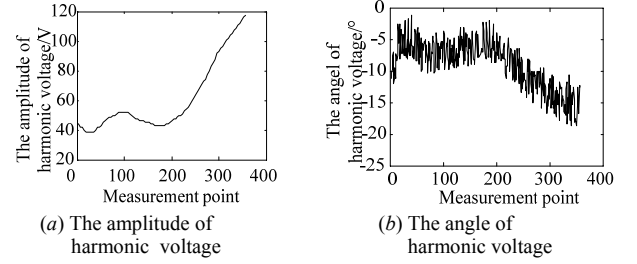 The amplitude of
harmonic voltage/V
120
100
80
60
40
20
0
100
200
300
400
Measurement point
(a) The amplitude of
harmonic voltage
The angel of
harmonic voltage/°
0
-5
-10
-15
-20
-25
0
100
200
300
400
Measurement point
(b) The angle of
harmonic voltage